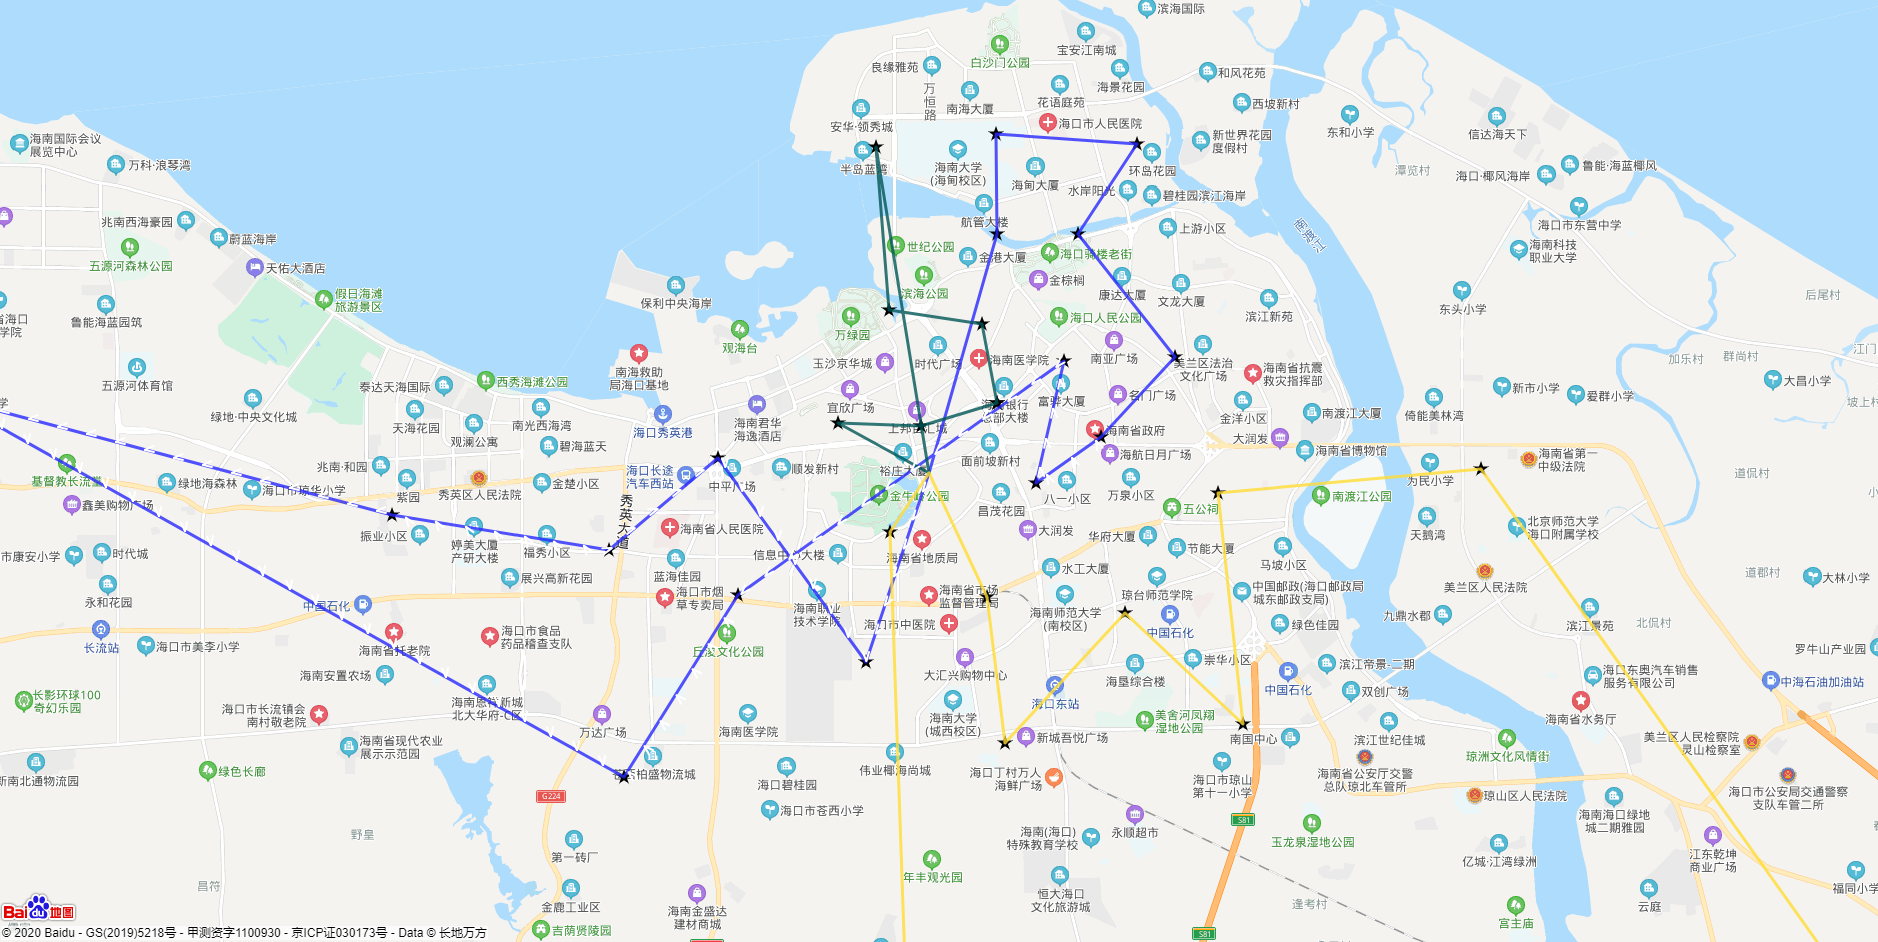 滨海国际
宝安江南城
良缘雅苑
白沙门公园
和风花苑
海景花园
万恒路
南海大厦
花语庭苑
西坡新村
安华·领秀城
海口市人民医院
东和小学
信达海天下
海南国际会议
展览中心
新世界花园
度假村
万科·浪琴湾
半岛蓝湾
海南大学
(海甸校区)
海甸大厦
环岛花园
潭览村
海口·椰风海岸
鲁能·海蓝椰风
水岸阳光
碧桂园滨江海岸
兆南西海豪园
航管大楼
上游小区
南渡江
海口市东营中学
蔚蓝海岸
世纪公园
金港大厦
海口骑楼老街
海南科技
职业大学
五源河森林公园
天佑大酒店
滨海公园
金棕榈
康达大厦
文龙大厦
东头小学
后尾村
假日海滩
旅游景区
保利中央海岸
鲁能海蓝园筑
万绿园
海口人民公园
滨江新苑
观海台
玉沙京华城
时代广场
海南医学院
南亚广场
美兰区法治
文化广场
海南省抗震
救灾指挥部
加乐村
群尚村
江门
五源河体育馆
南海救助
局海口基地
泰达天海国际
西秀海滩公园
新市小学
大昌小学
爱群小学
坡上村
绿地·中央文化城
天海花园
南光西海湾
海口秀英港
海南君华
海逸酒店
宜欣广场
富骅大厦
名门广场
金洋小区
南渡江大厦
倚能美林湾
观澜公寓
碧海蓝天
海南省政府
大润发
海南省博物馆
海南省第一
中级法院
兆南·和园
基督教长流堂
绿地海森林
海口市琼华小学
紫园
秀英区人民法院
金楚小区
海口长途
汽车西站
中平广场
顺发新村
裕庄大厦
面前坡新村
海航日月广场
八一小区
万泉小区
为民小学
道侃村
鑫美购物广场
秀英大道
金牛岭公园
昌茂花园
五公祠
南渡江公园
天鹅湾
北京师范大学
海口附属学校
振业小区
婷美大厦
产研大楼
福秀小区
海南省人民医院
海南省地质局
大润发
华府大厦
节能大厦
马坡小区
时代城
展兴高新花园
蓝海佳园
水工大厦
美兰区人民法院
道郡村
大林小学
永和花园
中国石化
海口市烟
草专卖局
海南职业
技术学院
海南省市场
监督管理局
琼台师范学院
海南师范大学
(南校区)
中国邮政(海口邮政局
城东邮政支局)
九鼎水郡
滨江景苑
北侃村
长流站
海口市美李小学
海南省托老院
海口市食品
药品稽查支队
丘浚文化公园
海口市中医院
中国石化
绿色佳园
罗牛山产业园
长影环球100
奇幻乐园
海南安置农场
大汇兴购物中心
海垦综合楼
崇华小区
滨江帝景·二期
海口东奥汽车销售
服务有限公司
中海石油加油站
海口市长流镇会
南村敬老院
北大华府-C区
万达广场
海南医学院
海南大学
(城西校区)
海口东站
中国石化
双创广场
海南省水务厅
新城吾悦广场
美舍河凤翔
湿地公园
南国中心
滨江世纪佳城
美兰区人民检察院
灵山检察室
海南省现代农业
展示示范园
绿色长廊
新南北通物流园
伟业椰海尚城
海口丁村万人
海鲜广场
海口市琼山
第十一小学
海南省公安厅交警
总队琼北车管所
琼洲文化风情街
海口市公安局交通警察
支队车管二所
G224
海口碧桂园
海口市苍西小学
琼山区人民法院
海南海口绿地
城二期雅园
野皇
第一砖厂
海南(海口)
特殊教育学校
永顺超市
S81
玉龙泉湿地公园
江东乾坤
商业广场
亿城·江湾绿洲
年丰观光园
昌符
金鹿工业区
海南金盛达
建材商城
恒大海口
文化旅游城
逢考村
云庭
福同小学
宫主庙
吉荫贤陵园
S81
Baidu地图
© 2020 Baidu - GS(2019)5218号 - 甲测资字1100930 - 京ICP证030173号 - Data © 长地万方